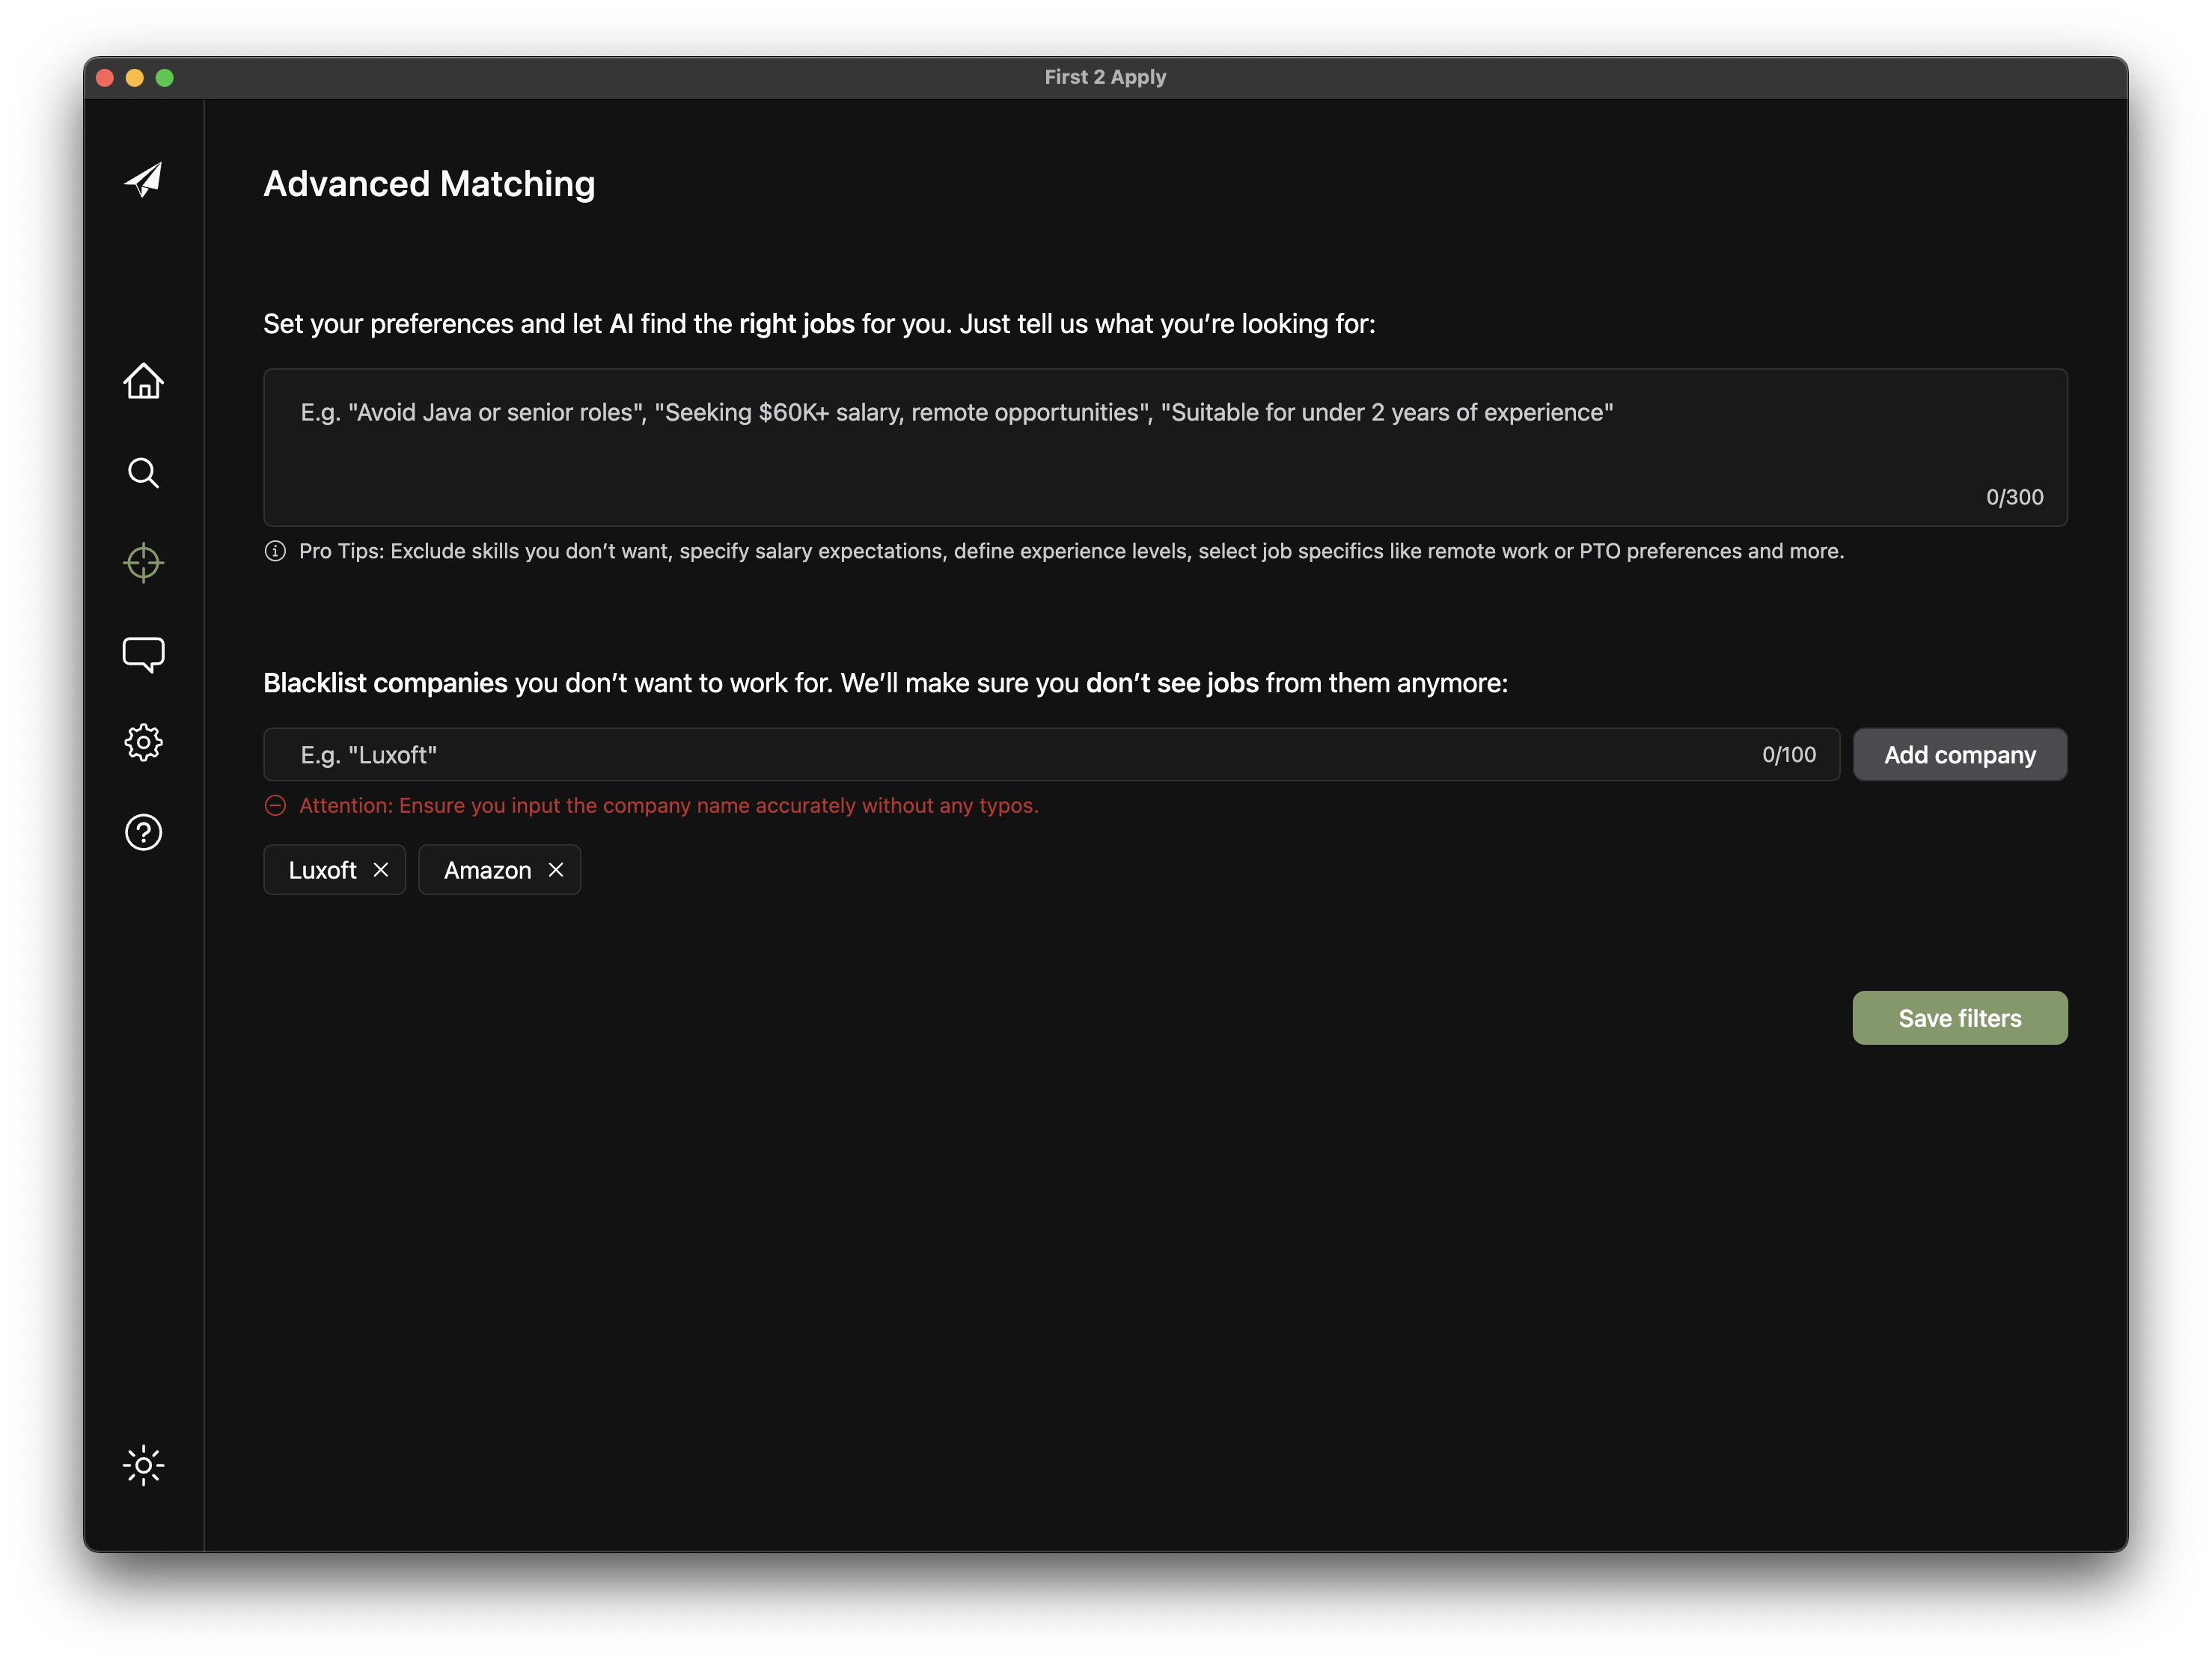 First 2 Apply
Advanced Matching
Set your preferences and let AI find the right jobs for you. Just tell us what you’re looking for:
E.g. "Avoid Java or senior roles", "Seeking $60K+ salary, remote opportunities", "Suitable for under 2 years of experience"
0/300
Pro Tips: Exclude skills you don’t want, specify salary expectations, define experience levels, select job specifics like remote work or PTO preferences and more.
Blacklist companies you don’t want to work for. We’ll make sure you don’t see jobs from them anymore:
E.g. "Luxoft" 0/100 Add company
Attention: Ensure you input the company name accurately without any typos.
Luxoft Amazon
Save filters